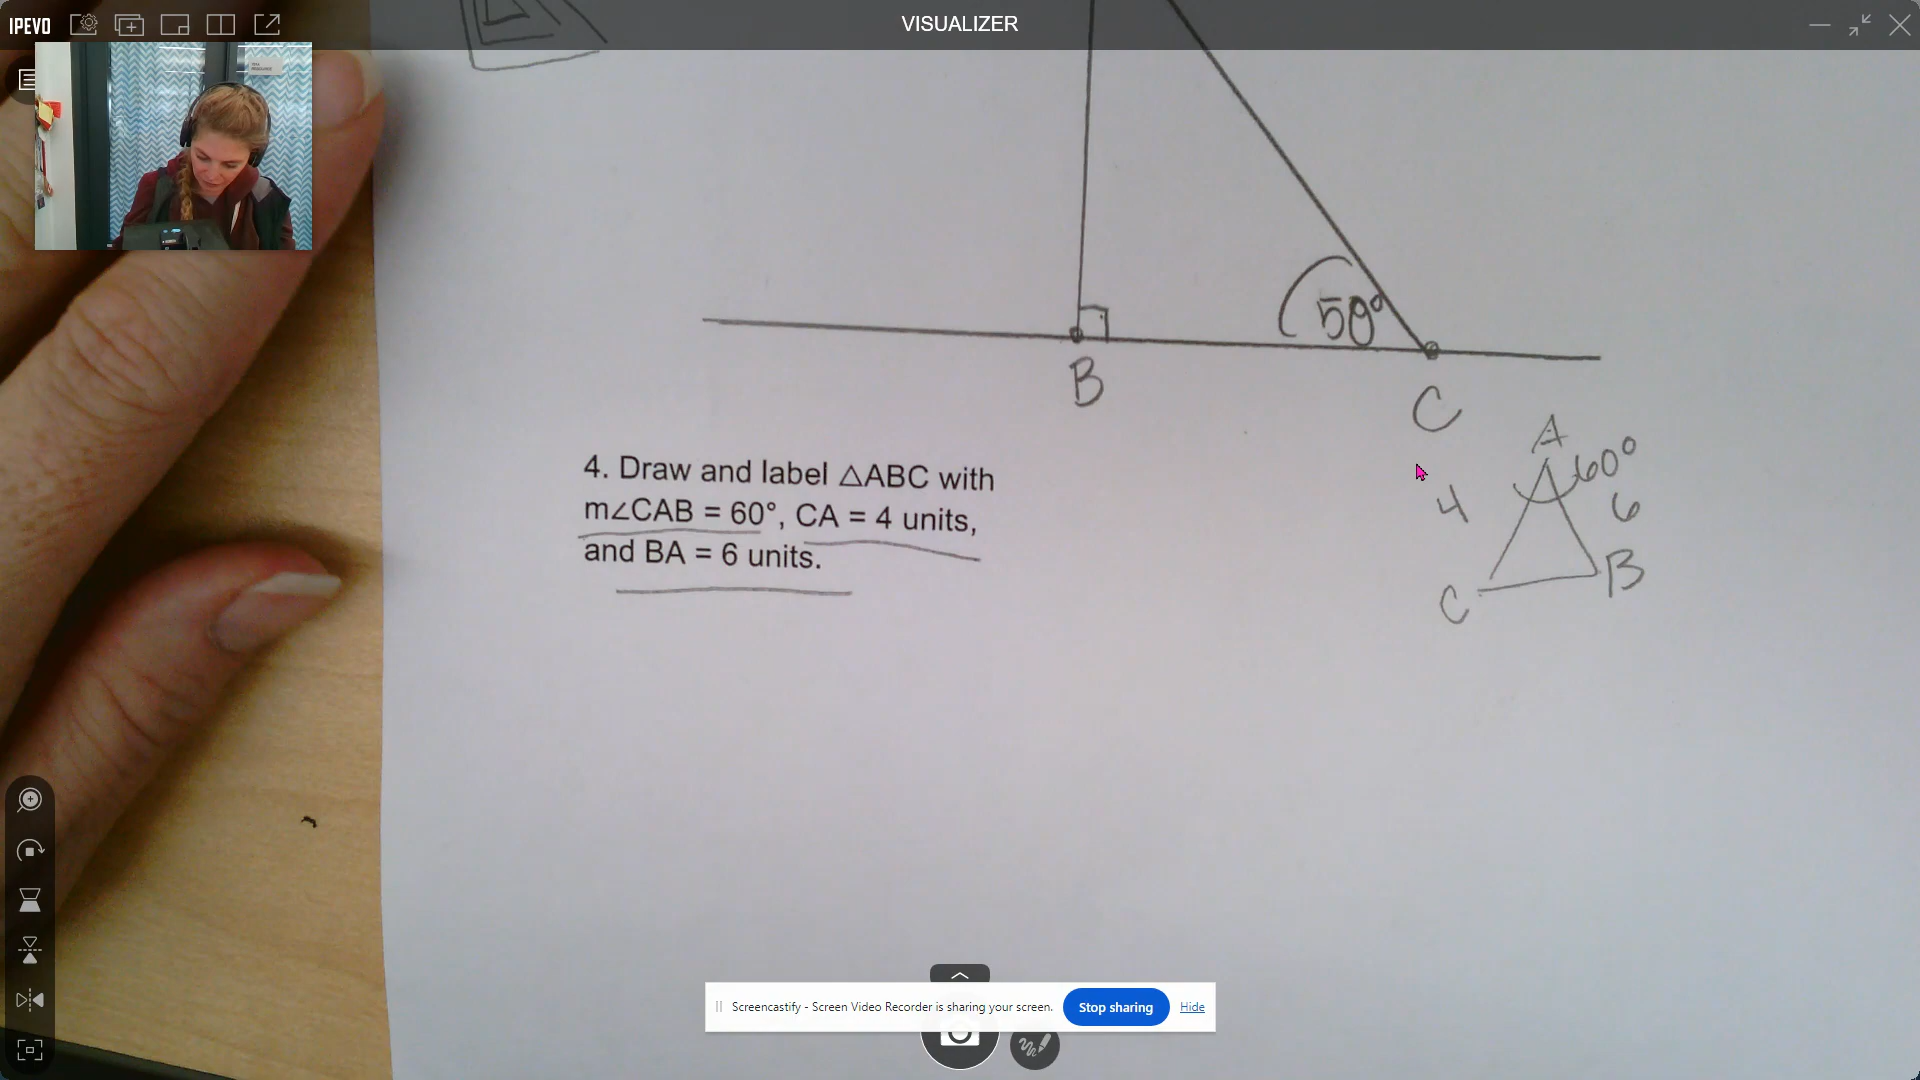 IPEVO
VISUALIZER
50°
B
C
4. Draw and label △ABC with
m∠CAB = 60°, CA = 4 units,
and BA = 6 units.
A
60°
4
6
C
B
Screencastify - Screen Video Recorder is sharing your screen.
Stop sharing
Hide